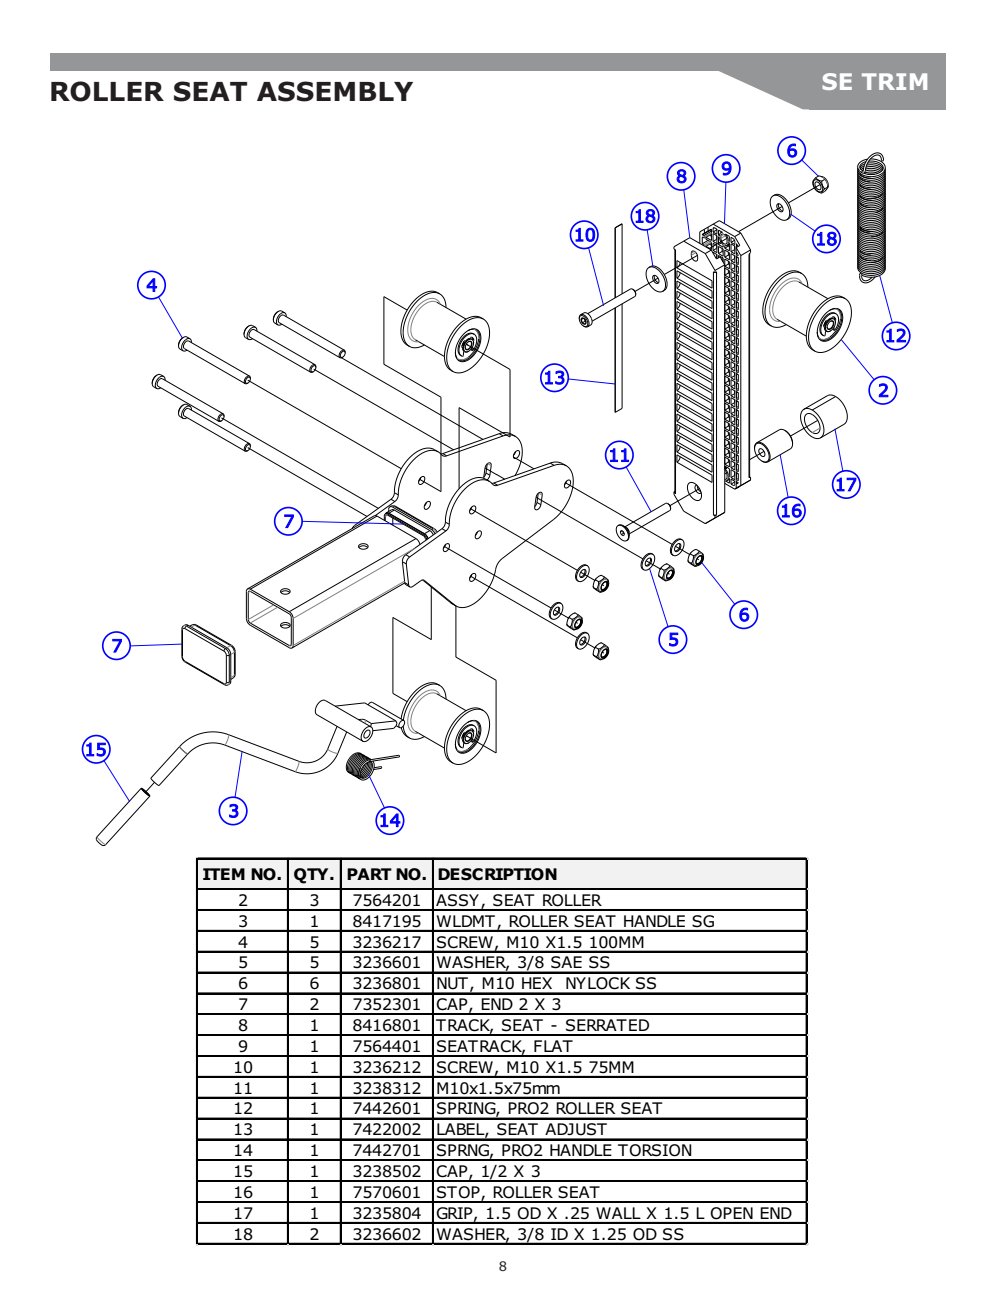 SE TRIM
ROLLER SEAT ASSEMBLY
6
9
8
18
18
10
4
12
13
2
11
17
16
7
6
5
7
15
3
14
ITEM NO. QTY. PART NO. DESCRIPTION
2 3 7564201 ASSY, SEAT ROLLER
3 1 8417195 WLDMT, ROLLER SEAT HANDLE SG
4 5 3236217 SCREW, M10 X1.5 100MM
5 5 3236601 WASHER, 3/8 SAE SS
6 6 3236801 NUT, M10 HEX NYLOCK SS
7 2 7352301 CAP, END 2 X 3
8 1 8416801 TRACK, SEAT - SERRATED
9 1 7564401 SEATRACK, FLAT
10 1 3236212 SCREW, M10 X1.5 75MM
11 1 3238312 M10x1.5x75mm
12 1 7442601 SPRING, PRO2 ROLLER SEAT
13 1 7422002 LABEL, SEAT ADJUST
14 1 7442701 SPRNG, PRO2 HANDLE TORSION
15 1 3238502 CAP, 1/2 X 3
16 1 7570601 STOP, ROLLER SEAT
17 1 3235804 GRIP, 1.5 OD X .25 WALL X 1.5 L OPEN END
18 2 3236602 WASHER, 3/8 ID X 1.25 OD SS
8